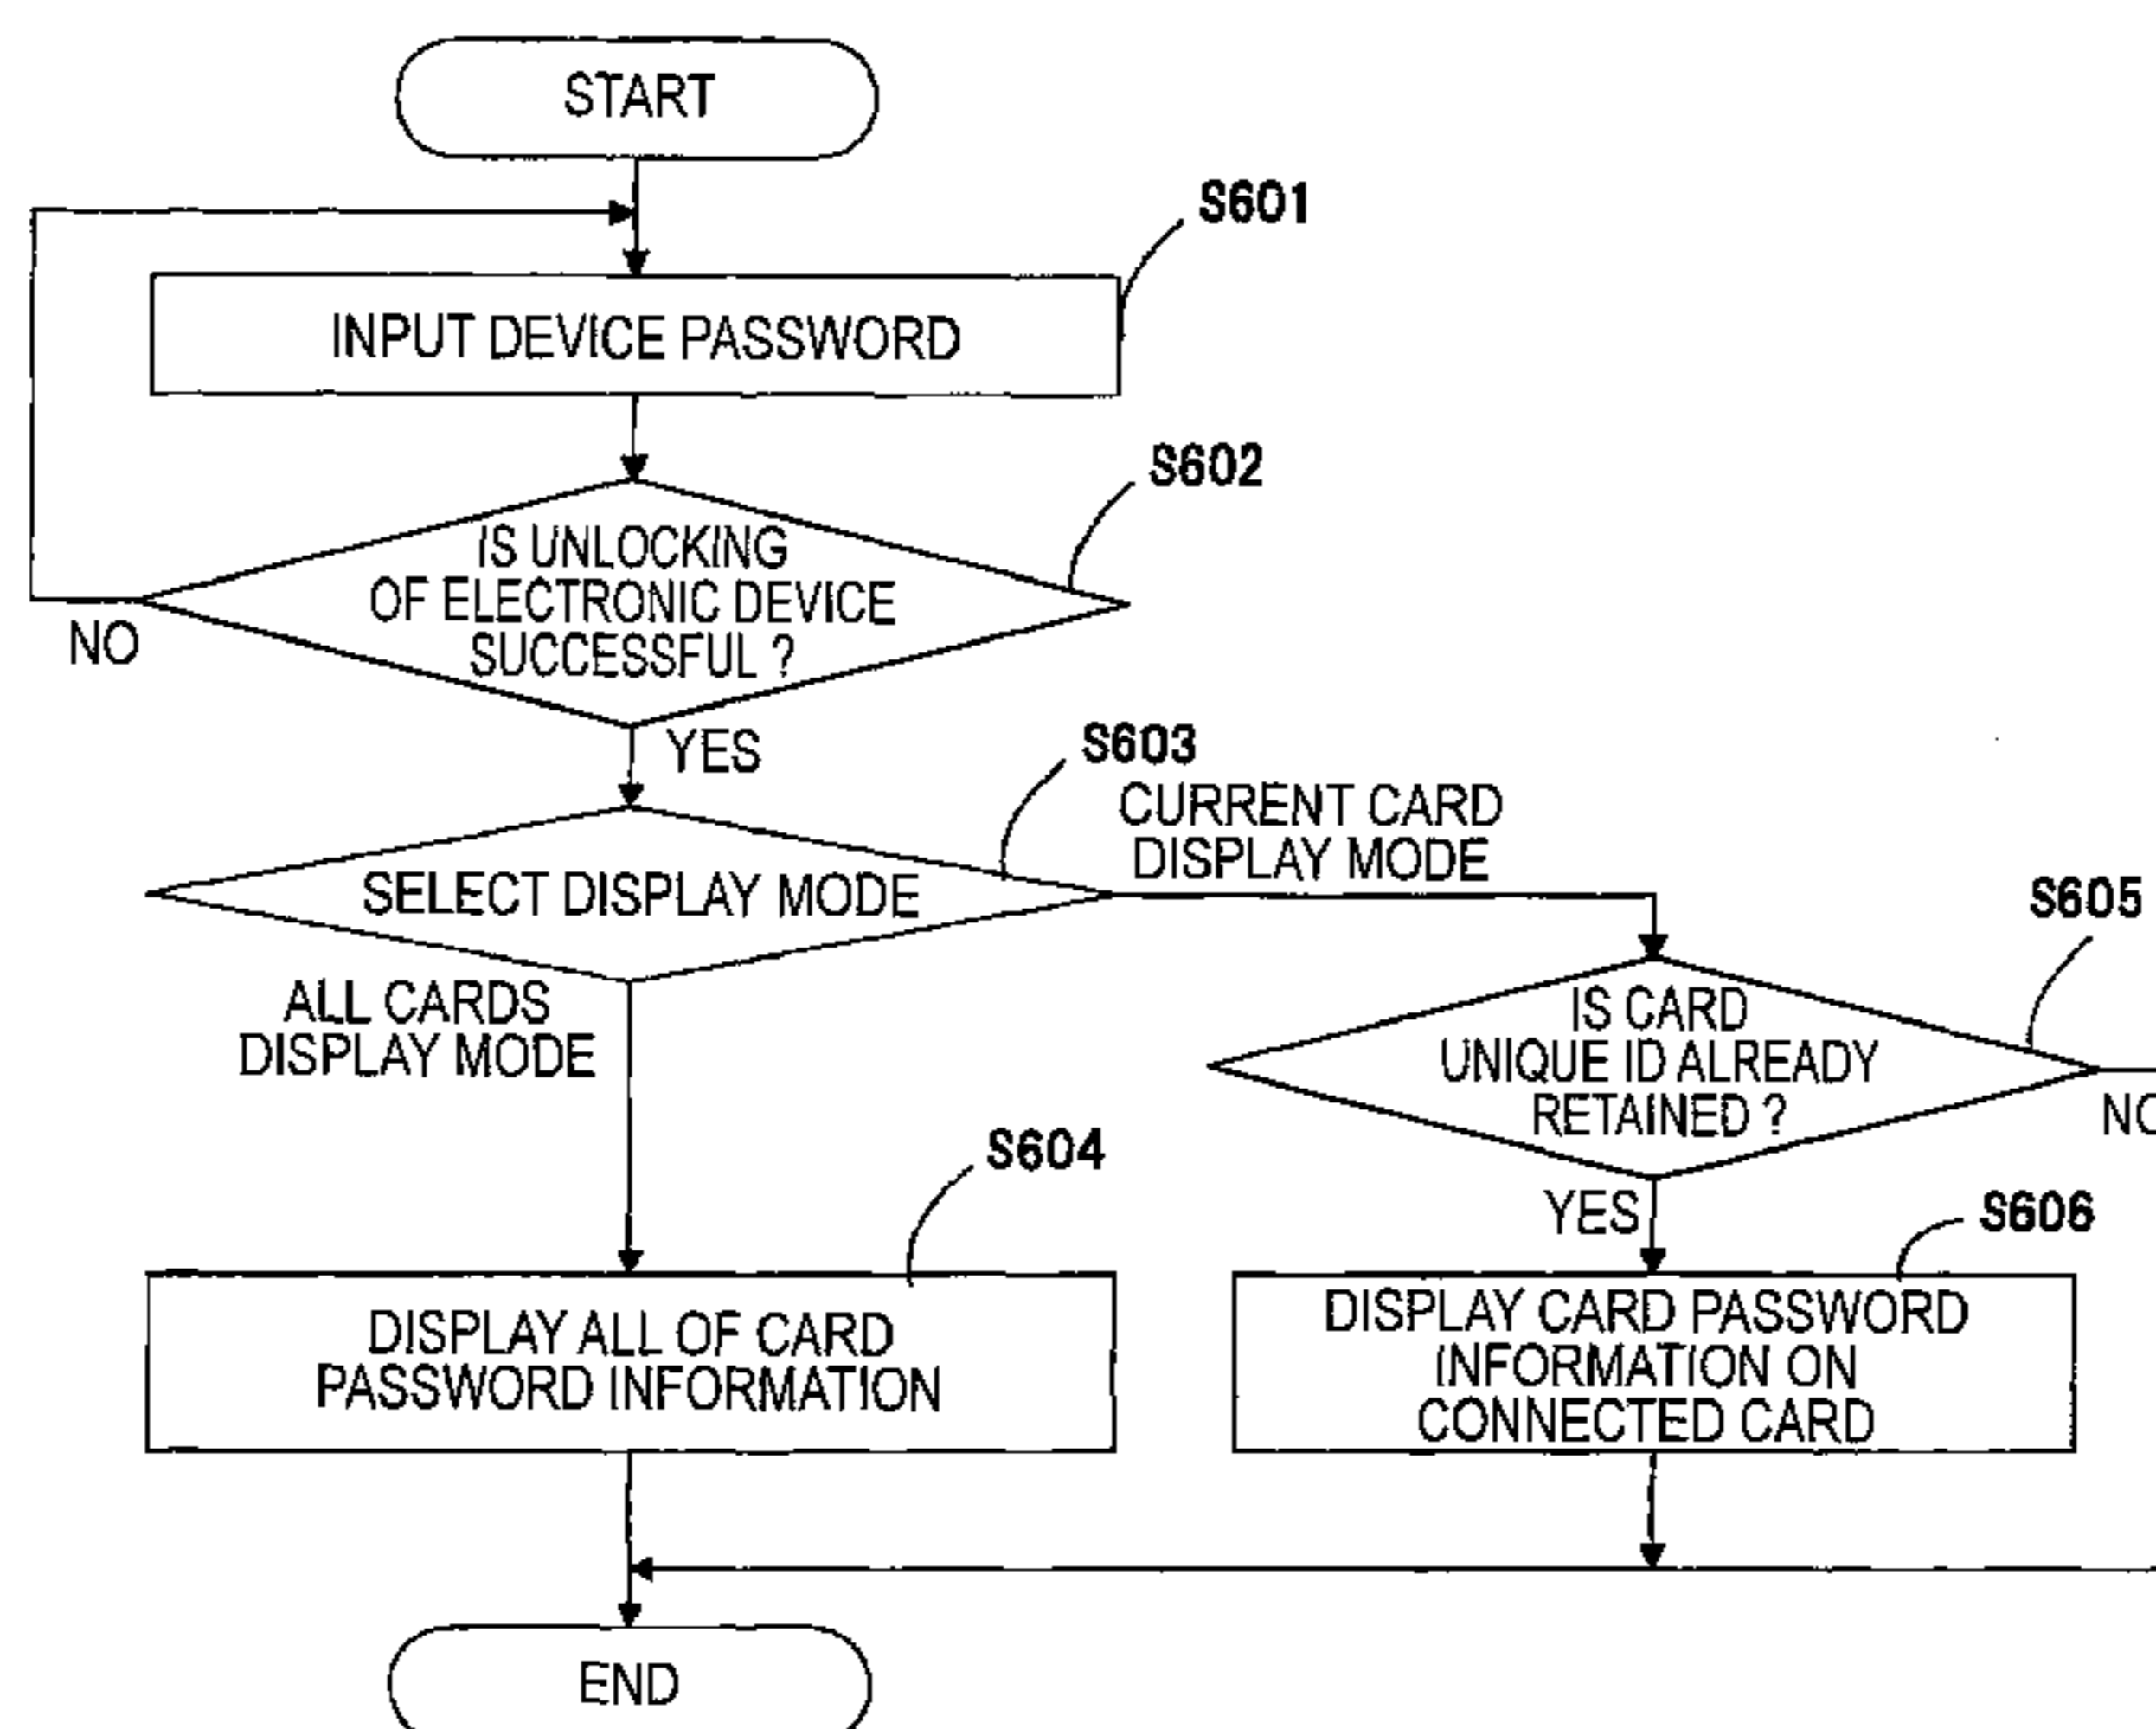 START
S601
INPUT DEVICE PASSWORD
S602
IS UNLOCKING
OF ELECTRONIC DEVICE
SUCCESSFUL ?
NO
YES
S603
CURRENT CARD
DISPLAY MODE
SELECT DISPLAY MODE
S605
ALL CARDS
DISPLAY MODE
IS CARD
UNIQUE ID ALREADY
RETAINED ?
NO
S604
YES
S606
DISPLAY ALL OF CARD
PASSWORD INFORMATION
DISPLAY CARD PASSWORD
INFORMATION ON
CONNECTED CARD
END